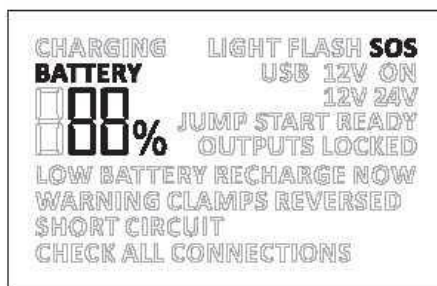 CHARGING LIGHT FLASH SOS
BATTERY USB 12V ON
12V 24V
188% JUMP START READY
OUTPUTS LOCKED
LOW BATTERY RECHARGE NOW
WARNING CLAMPS REVERSED
SHORT CIRCUIT
CHECK ALL CONNECTIONS